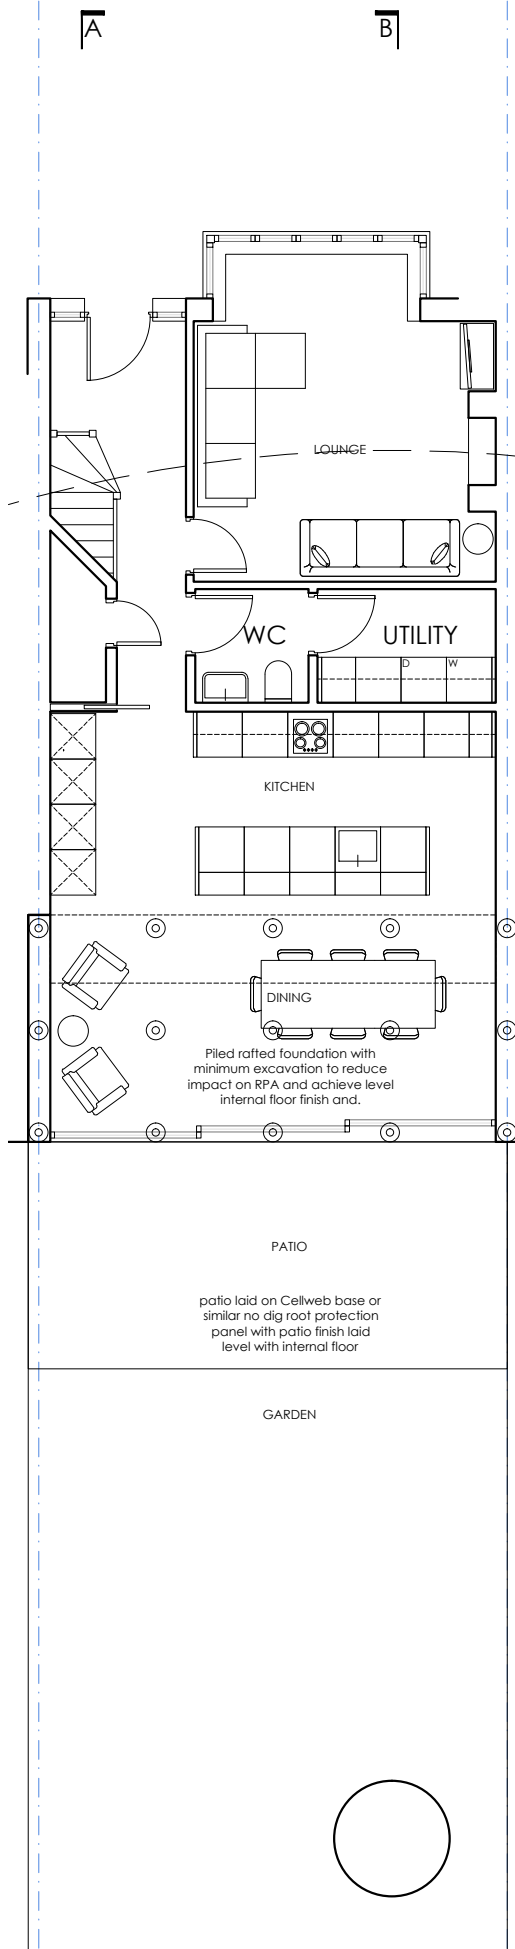 A
B
LOUNGE
WC
UTILITY
D
W
KITCHEN
DINING
Piled rafted foundation with
minimum excavation to reduce
impact on RPA and achieve level
internal floor finish and.
PATIO
patio laid on Cellweb base or
similar no dig root protection
panel with patio finish laid
level with internal floor
GARDEN